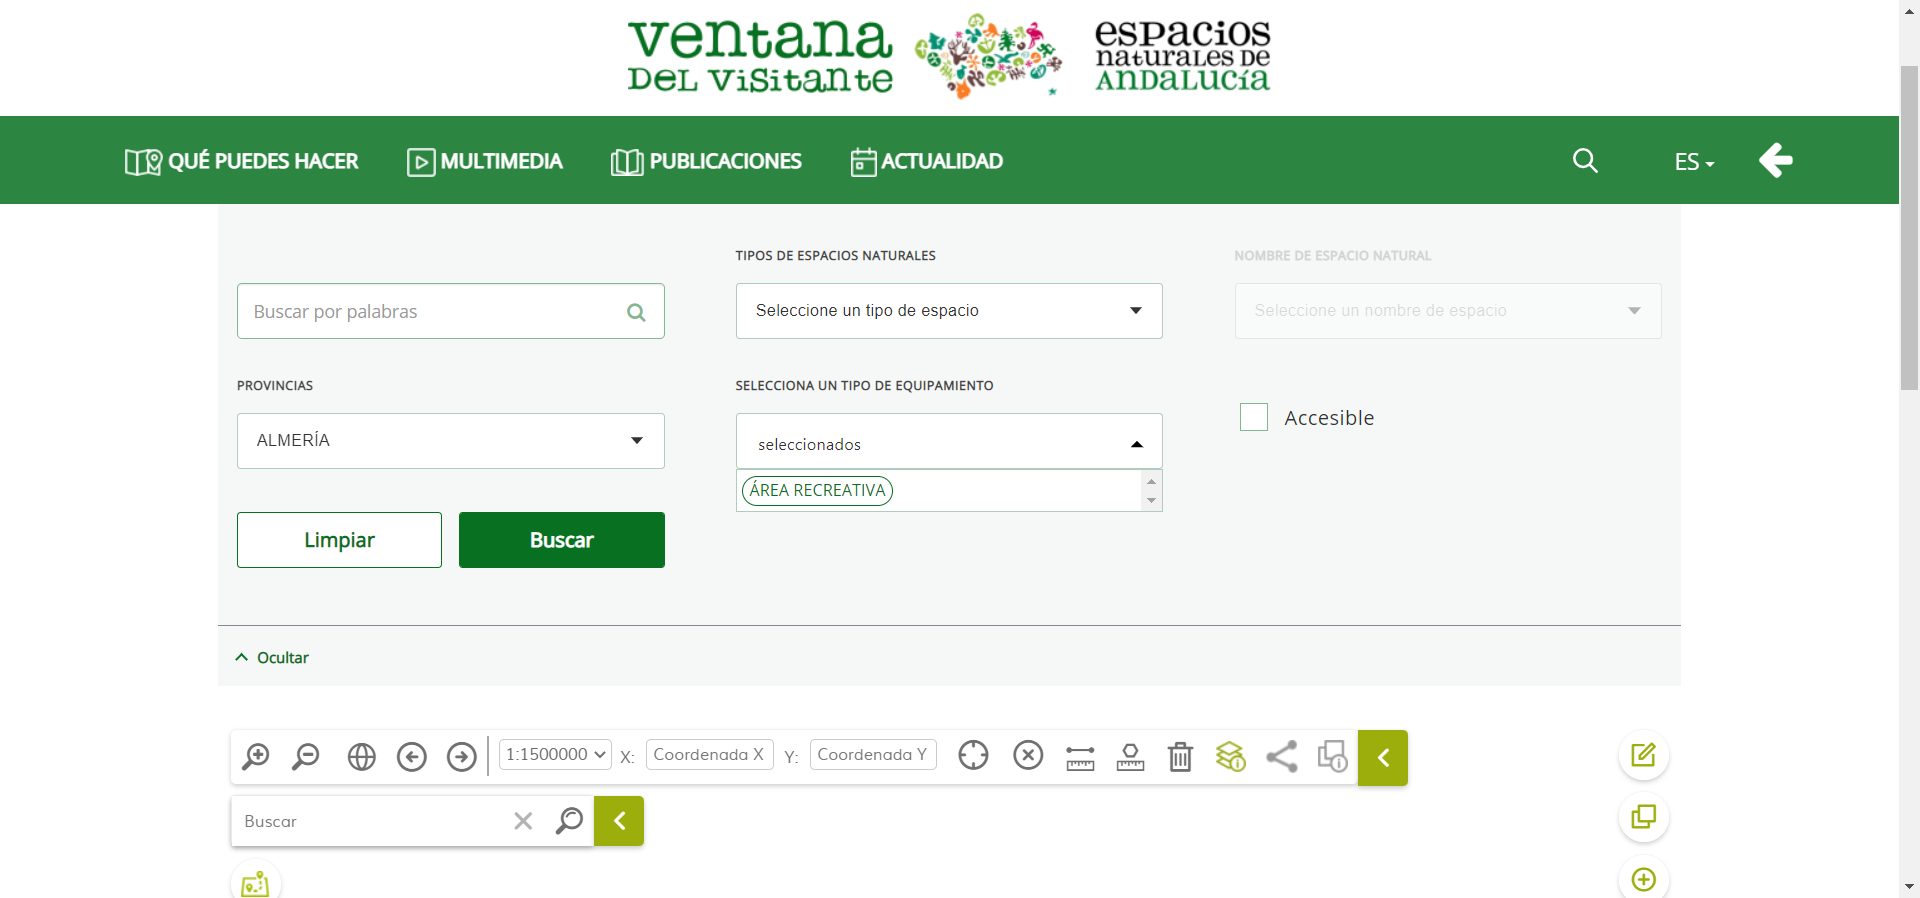 ventana
DEL VISITANTE
espacios
naturales de
ANDALUCÍA
QUÉ PUEDES HACER
MULTIMEDIA
PUBLICACIONES
ACTUALIDAD
ES
TIPOS DE ESPACIOS NATURALES
NOMBRE DE ESPACIO NATURAL
Buscar por palabras
Seleccione un tipo de espacio
Seleccione un nombre de espacio
PROVINCIAS
SELECCIONA UN TIPO DE EQUIPAMIENTO
ALMERÍA
seleccionados
Accesible
ÁREA RECREATIVA
Limpiar
Buscar
Ocultar
1:1500000
X:
Coordenada X
Y:
Coordenada Y
Buscar